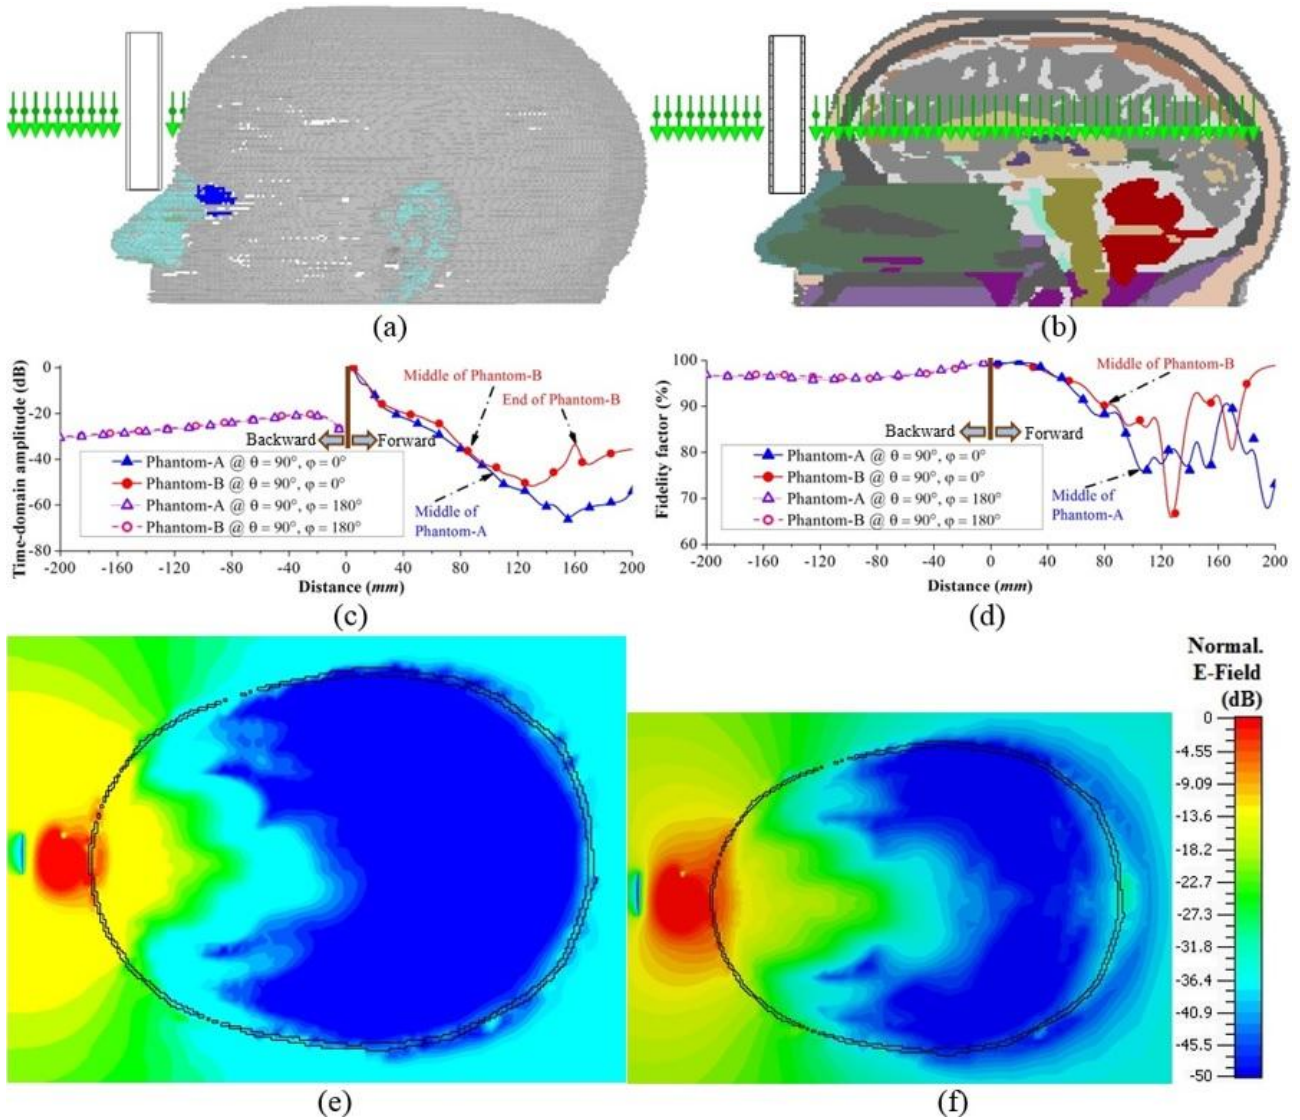 (a)
(b)
Time-domain amplitude (dB)
0
-20
-40
-60
-80
Middle of Phantom-B
End of Phantom-B
Backward
Forward
Phantom-A @ θ = 90°, φ = 0°
Phantom-B @ θ = 90°, φ = 0°
Phantom-A @ θ = 90°, φ = 180°
Phantom-B @ θ = 90°, φ = 180°
Middle of
Phantom-A
-200 -160 -120 -80 -40 0 40 80 120 160 200
Distance (mm)
(c)
Fidelity factor (%)
100
90
80
70
60
Middle of Phantom-B
Backward
Forward
Phantom-A @ θ = 90°, φ = 0°
Phantom-B @ θ = 90°, φ = 0°
Phantom-A @ θ = 90°, φ = 180°
Phantom-B @ θ = 90°, φ = 180°
Middle of
Phantom-A
-200 -160 -120 -80 -40 0 40 80 120 160 200
Distance (mm)
(d)
Normal.
E-Field
(dB)
0
-4.55
-9.09
-13.6
-18.2
-22.7
-27.3
-31.8
-36.4
-40.9
-50
(e)
(f)